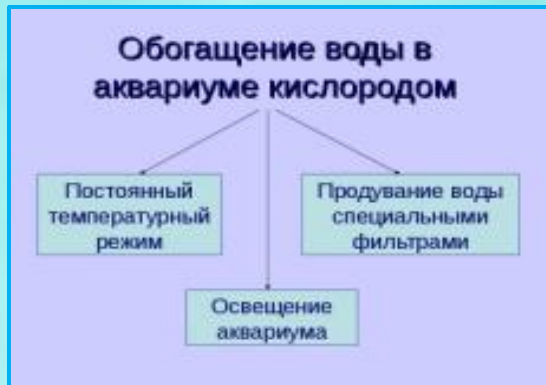 Обогащение воды в
аквариуме кислородом
Постоянный
температурный
режим
Продувание воды
специальными
фильтрами
Освещение
аквариума